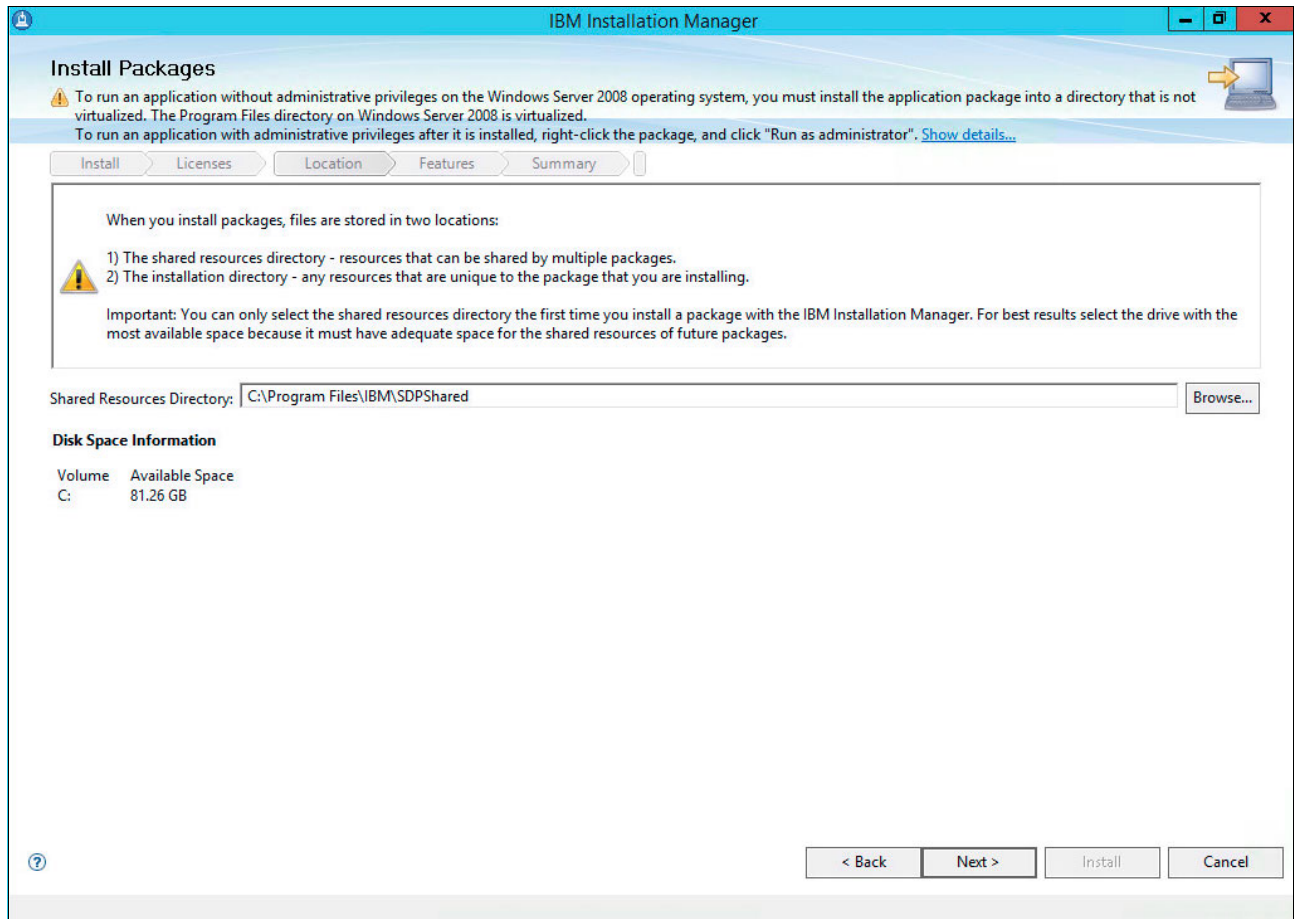 IBM Installation Manager
Install Packages
To run an application without administrative privileges on the Windows Server 2008 operating system, you must install the application package into a directory that is not
virtualized. The Program Files directory on Windows Server 2008 is virtualized.
To run an application with administrative privileges after it is installed, right-click the package, and click "Run as administrator". Show details...
Install Licenses Location Features Summary
When you install packages, files are stored in two locations:
1) The shared resources directory - resources that can be shared by multiple packages.
2) The installation directory - any resources that are unique to the package that you are installing.
Important: You can only select the shared resources directory the first time you install a package with the IBM Installation Manager. For best results select the drive with the
most available space because it must have adequate space for the shared resources of future packages.
Shared Resources Directory: C:\Program Files\IBM\SDPShared Browse...
Disk Space Information
Volume Available Space
C: 81.26 GB
? < Back Next > Install Cancel